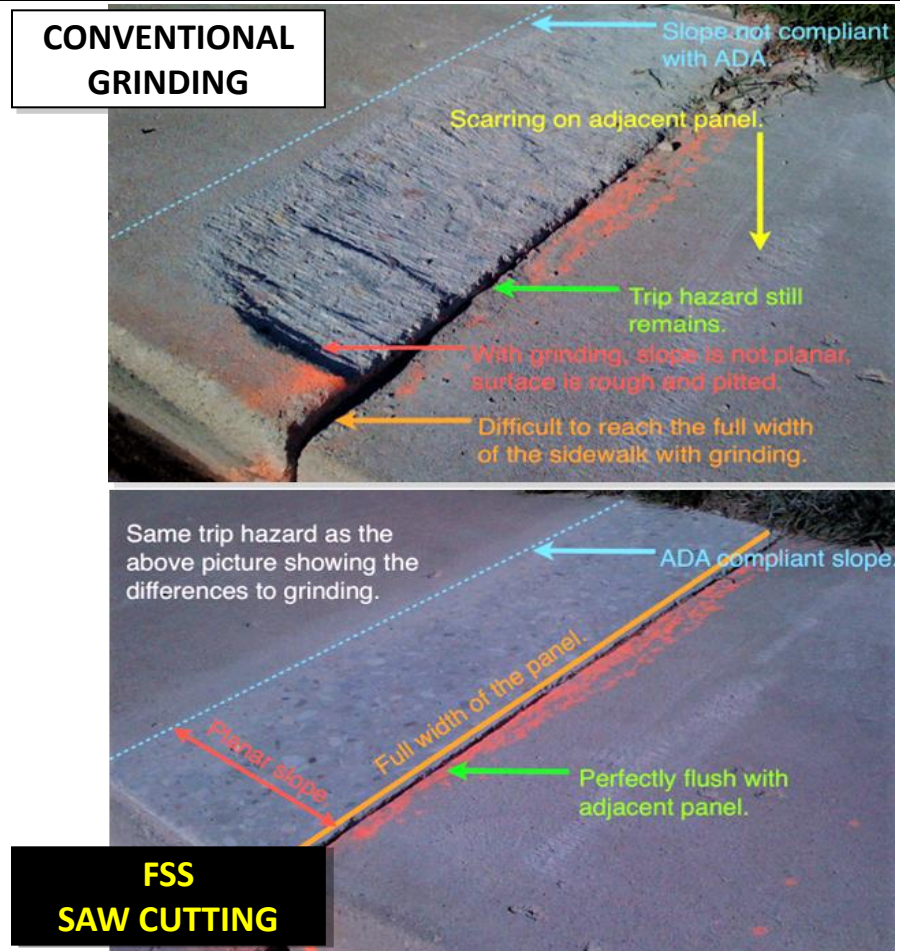 CONVENTIONAL
GRINDING
Slope not compliant
with ADA.
Scarring on adjacent panel.
Trip hazard still
remains.
With grinding, slope is not planar,
surface is rough and pitted.
Difficult to reach the full width
of the sidewalk with grinding.
Same trip hazard as the
above picture showing the
differences to grinding.
ADA compliant slope.
Full width of the panel.
Planar slope
Perfectly flush with
adjacent panel.
FSS
SAW CUTTING